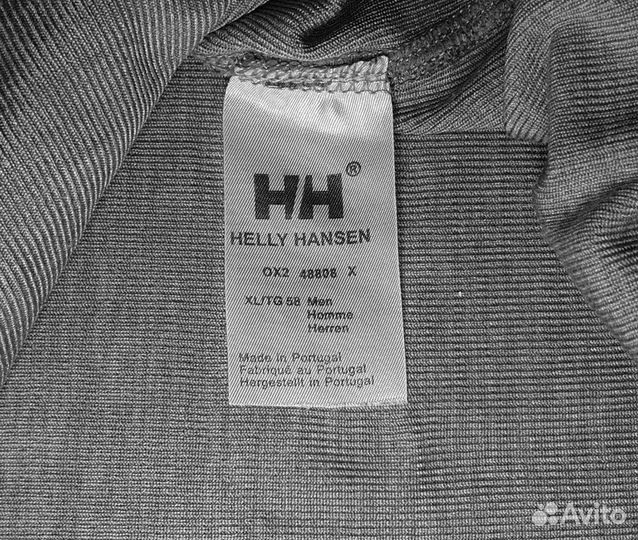 HH®
HELLY HANSEN
OX2 48808 X
XL/TG 58 Men
Homme
Herren
Made in Portugal
Fabriqué au Portugal
Hergestellt in Portugal
Avito